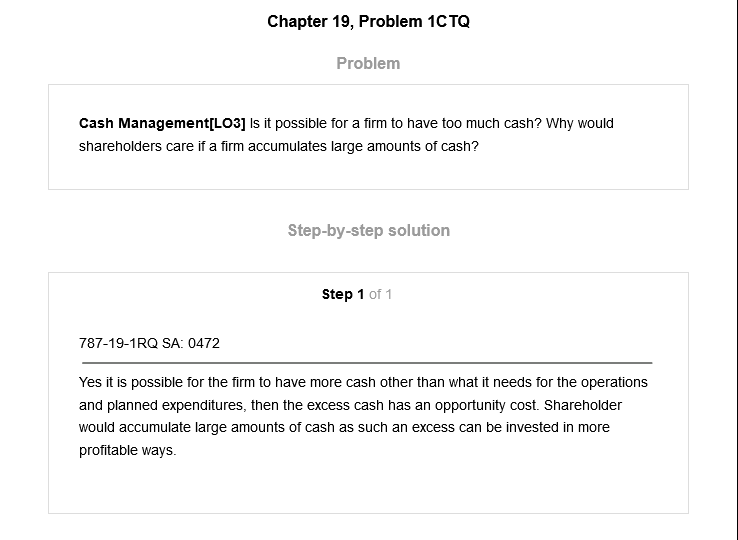 Chapter 19, Problem 1CTQ
Problem
Cash Management[LO3] Is it possible for a firm to have too much cash? Why would
shareholders care if a firm accumulates large amounts of cash?
Step-by-step solution
Step 1 of 1
787-19-1RQ SA: 0472
Yes it is possible for the firm to have more cash other than what it needs for the operations
and planned expenditures, then the excess cash has an opportunity cost. Shareholder
would accumulate large amounts of cash as such an excess can be invested in more
profitable ways.